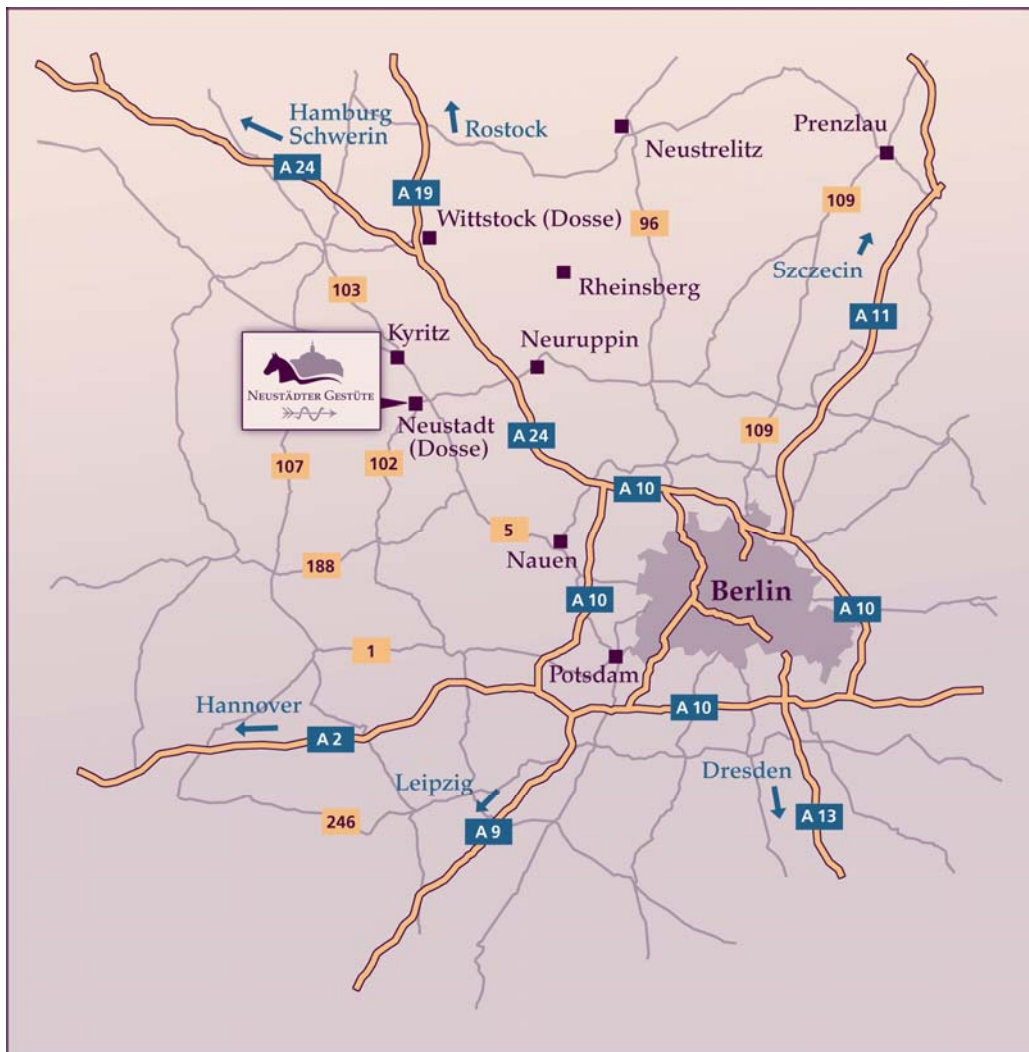 Hamburg
Schwerin
Rostock
Neustrelitz
Prenzlau
A 24
A 19
109
Wittstock (Dosse)
96
Szczecin
Rheinsberg
103
A 11
Kyritz
Neuruppin
NEUSTÄDTER GESTÜTE
Neustadt
(Dosse)
A 24
109
107
102
A 10
5
Nauen
188
Berlin
A 10
A 10
1
Potsdam
Hannover
A 10
A 2
Leipzig
Dresden
246
A 9
A 13